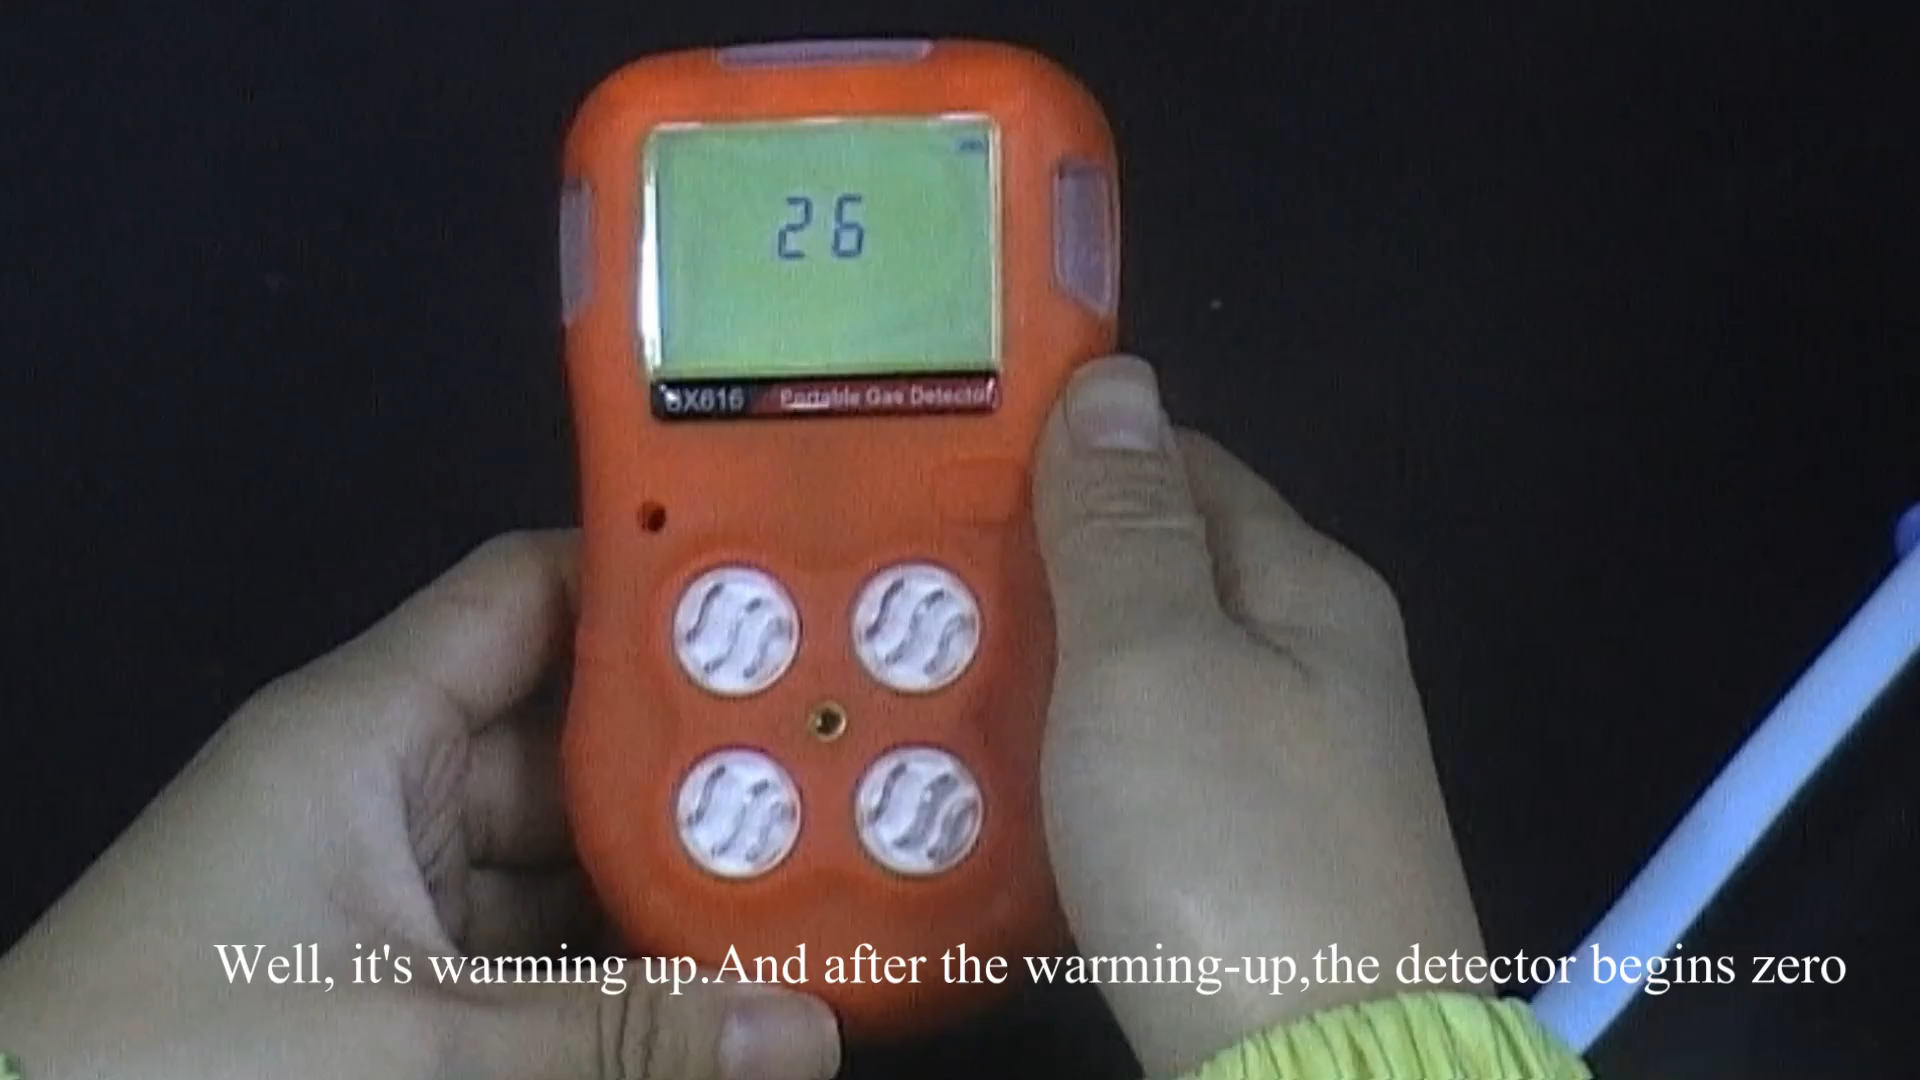 26
BX616 Portable Gas Detector
Well, it's warming up.And after the warming-up,the detector begins zero